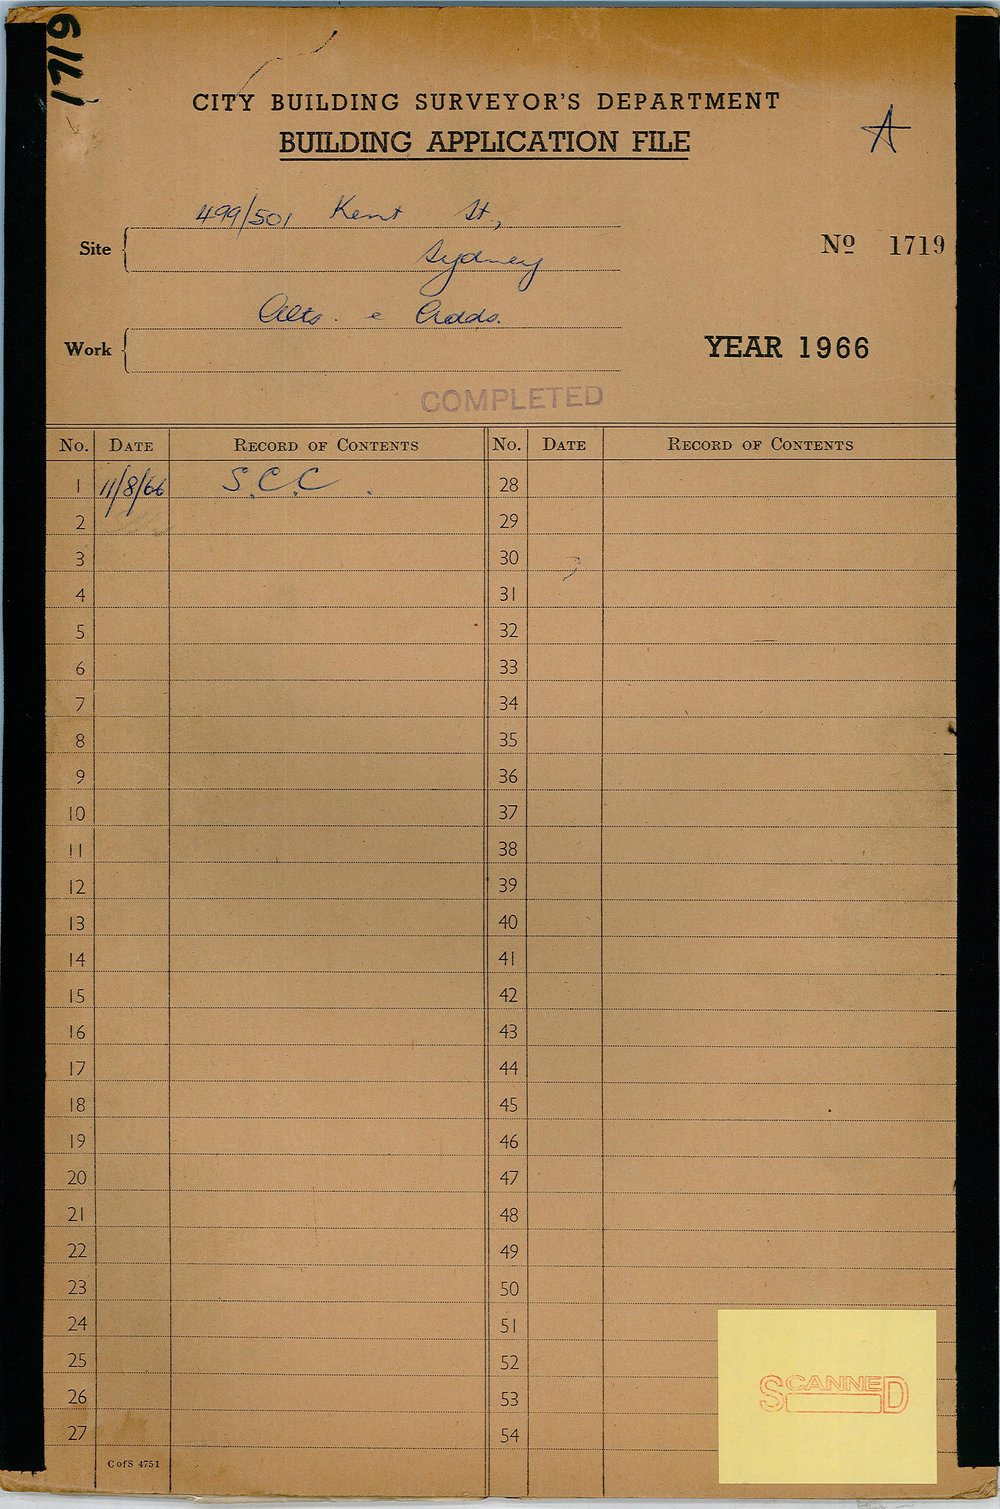 1719
CITY BUILDING SURVEYOR'S DEPARTMENT
BUILDING APPLICATION FILE
A
499/501 Kent St.,
Site
Sydney
Nº 1719
Alts. & Adds.
Work
YEAR 1966
COMPLETED
No. DATE RECORD OF CONTENTS No. DATE RECORD OF CONTENTS
1 11/8/66 S.C.C. 28
2 29
3 30
4 31
5 32
6 33
7 34
8 35
9 36
10 37
11 38
12 39
13 40
14 41
15 42
16 43
17 44
18 45
19 46
20 47
21 48
22 49
23 50
24 51
25 52
26 53
27 54
SCANNED
C of S 4751